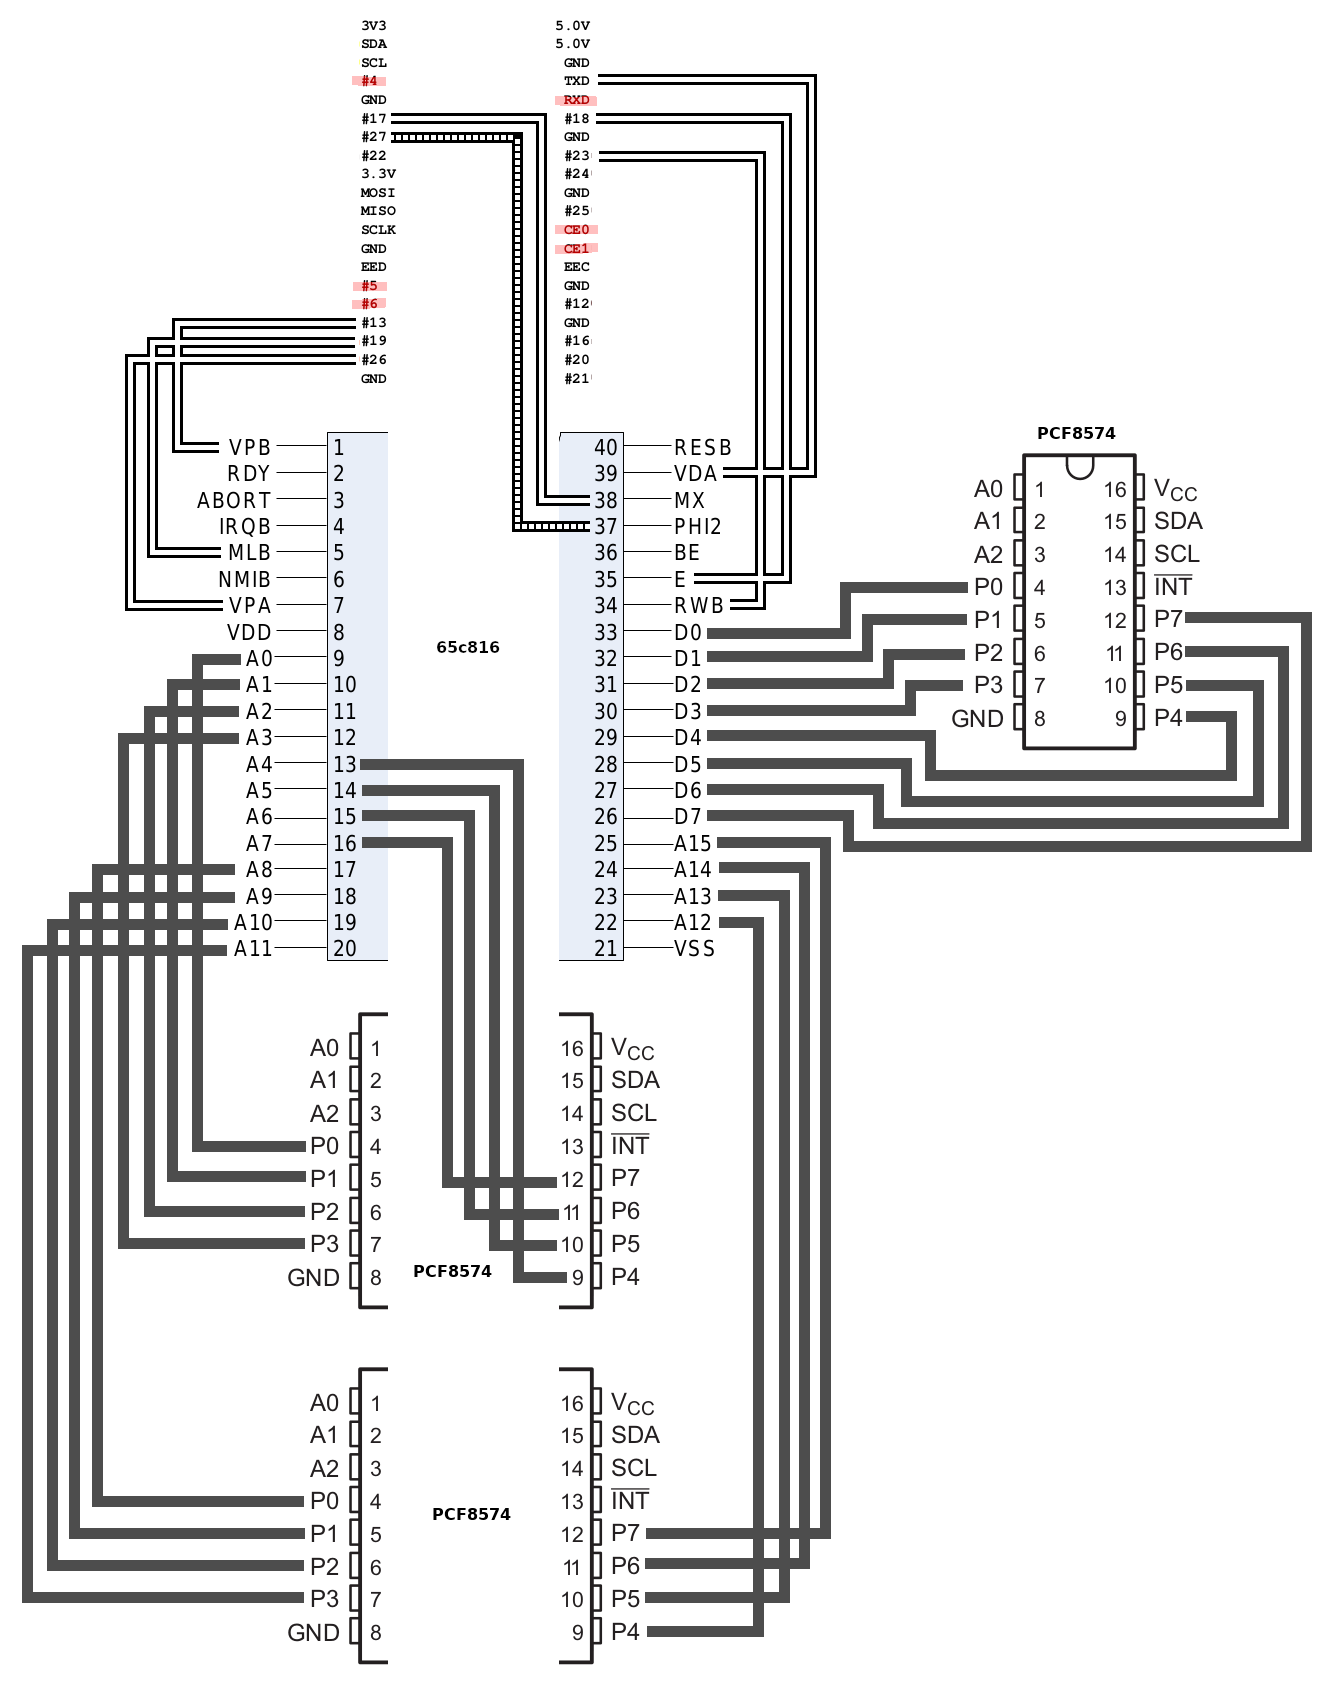 3V3 5.0V
SDA 5.0V
SCL GND
#4 TXD
GND RXD
#17 #18
#27 GND
#22 #23
3.3V #24
MOSI GND
MISO #25
SCLK CE0
GND CE1
EED EEC
#5 GND
#6 #12
#13 GND
#19 #16
#26 #20
GND #21
VPB 1 40 RESB
RDY 2 39 VDA
ABORT 3 38 MX
IRQB 4 37 PHI2
MLB 5 36 BE
NMIB 6 35 E
VPA 7 34 RWB
VDD 8 33 D0
65c816
A0 9 32 D1
A1 10 31 D2
A2 11 30 D3
A3 12 29 D4
A4 13 28 D5
A5 14 27 D6
A6 15 26 D7
A7 16 25 A15
A8 17 24 A14
A9 18 23 A13
A10 19 22 A12
A11 20 21 VSS
PCF8574
A0 1 16 VCC
A1 2 15 SDA
A2 3 14 SCL
P0 4 13 INT
P1 5 12 P7
P2 6 11 P6
P3 7 10 P5
GND 8 9 P4
A0 1 16 VCC
A1 2 15 SDA
A2 3 14 SCL
P0 4 13 INT
P1 5 12 P7
P2 6 11 P6
P3 7 10 P5
PCF8574
GND 8 9 P4
A0 1 16 VCC
A1 2 15 SDA
A2 3 14 SCL
P0 4 13 INT
PCF8574
P1 5 12 P7
P2 6 11 P6
P3 7 10 P5
GND 8 9 P4